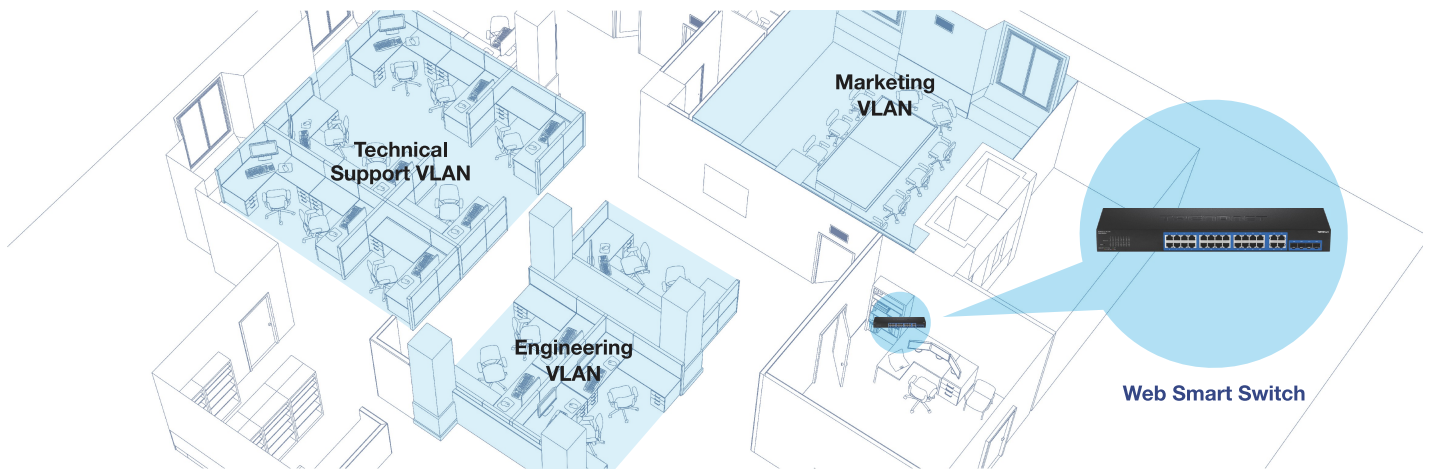 Marketing
VLAN
Technical
Support VLAN
Engineering
VLAN
Web Smart Switch